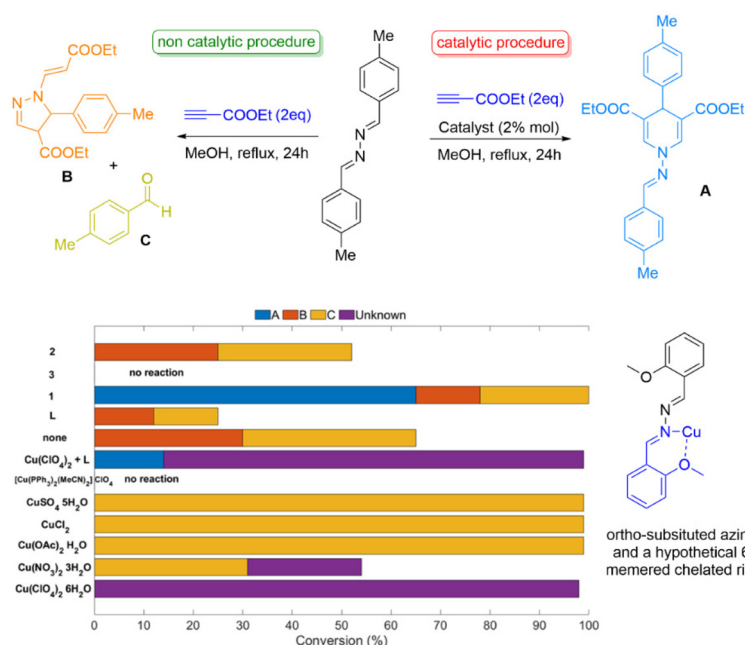 non catalytic procedure
catalytic procedure
COOEt
N
N
Me
COOEt
B
+
O
H
Me
C
COOEt (2eq)
MeOH, reflux, 24h
Me
N
N
Me
COOEt (2eq)
Catalyst (2% mol)
MeOH, reflux, 24h
Me
EtOOC
COOEt
N
N
A
Me
A B C Unknown
2
3 no reaction
1
L
none
Cu(ClO4)2 + L
[Cu(PPh3)2(MeCN)2]ClO4 no reaction
CuSO4 5H2O
CuCl2
Cu(OAc)2 H2O
Cu(NO3)2 3H2O
Cu(ClO4)2 6H2O
0 10 20 30 40 50 60 70 80 90 100
Conversion (%)
O
N
N
Cu
O
ortho-subsituted azin
and a hypothetical 6
memered chelated ri